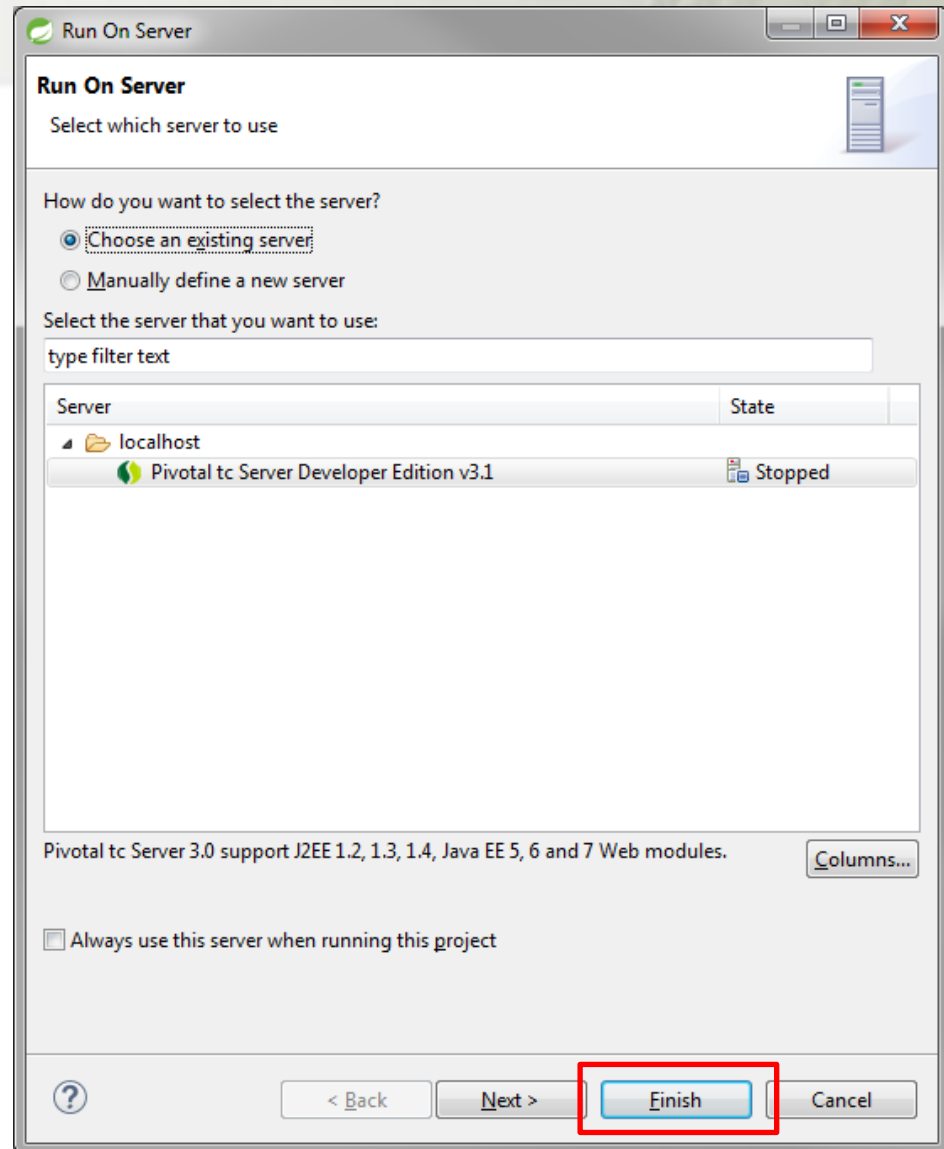 Run On Server
Run On Server
Select which server to use
How do you want to select the server?
Choose an existing server
Manually define a new server
Select the server that you want to use:
type filter text
Server State
localhost
Pivotal tc Server Developer Edition v3.1 Stopped
Pivotal tc Server 3.0 support J2EE 1.2, 1.3, 1.4, Java EE 5, 6 and 7 Web modules.
Columns...
Always use this server when running this project
? < Back Next > Finish Cancel